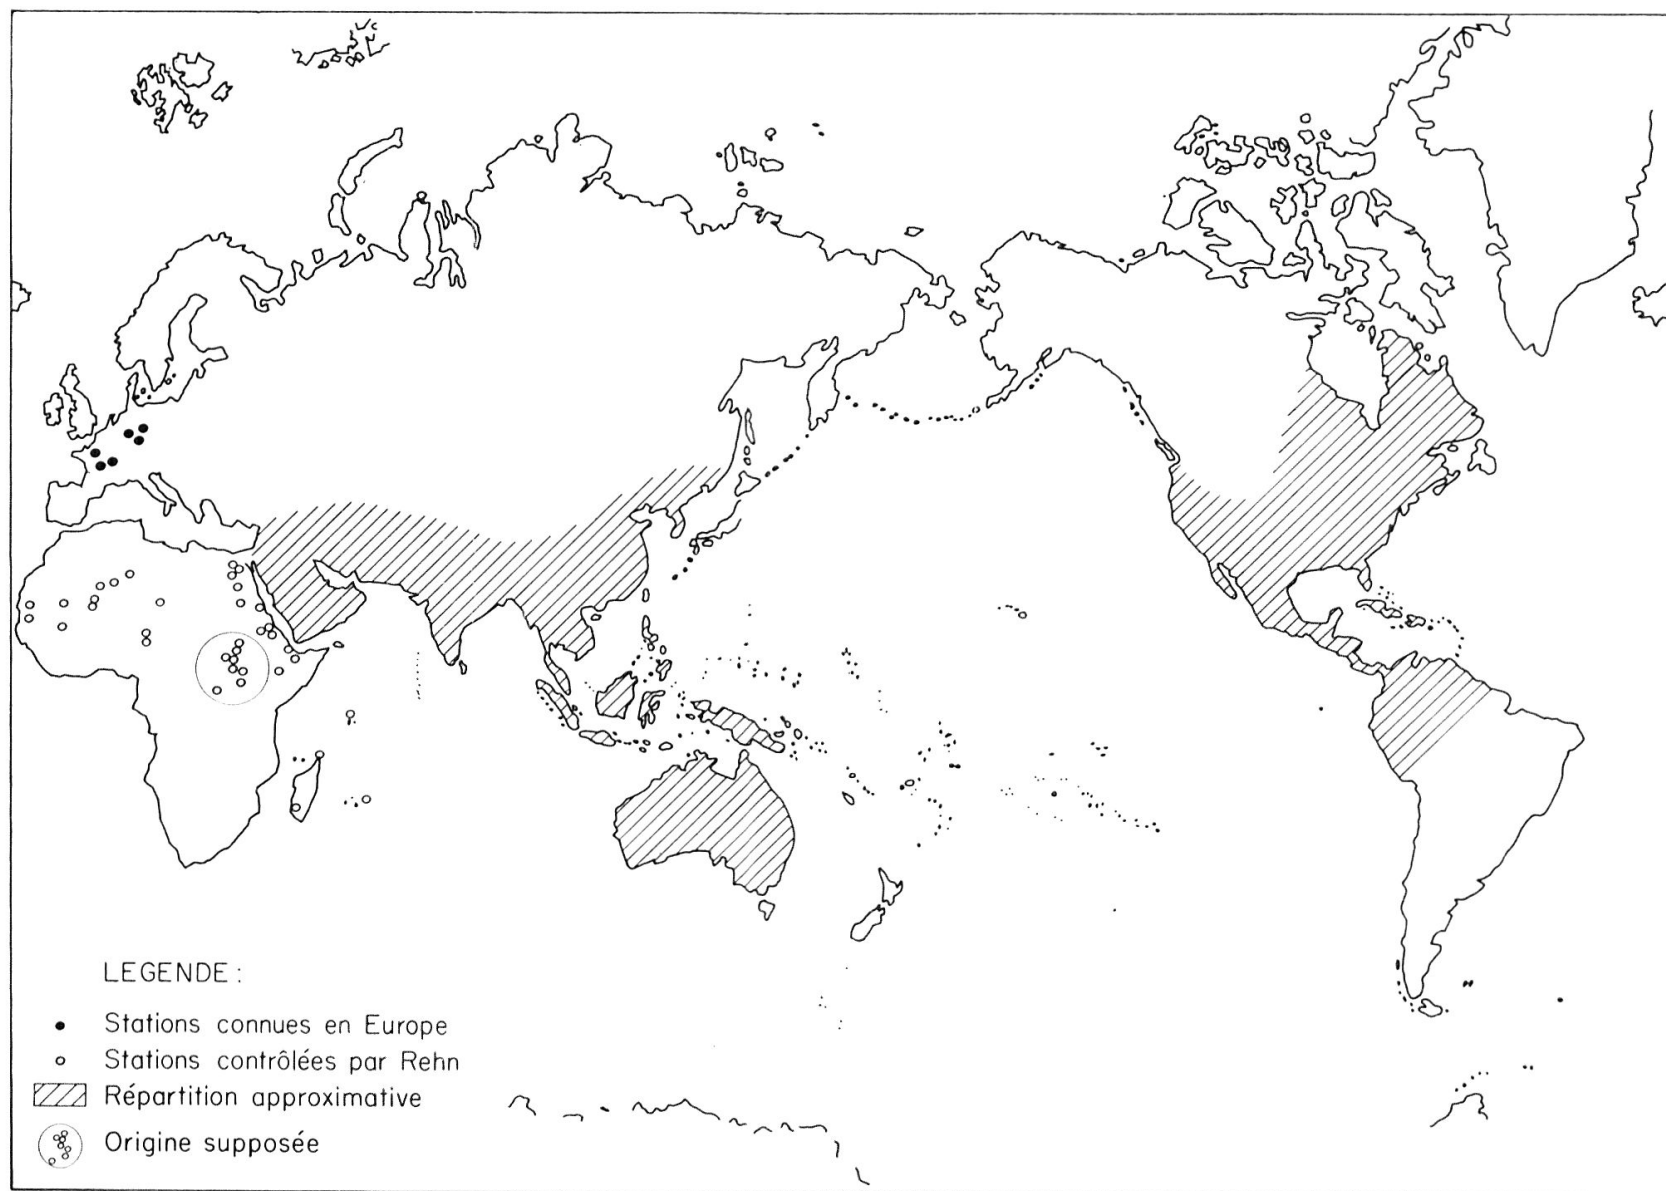 LEGENDE :
Stations connues en Europe
Stations contrôlées par Rehn
Répartition approximative
Origine supposée